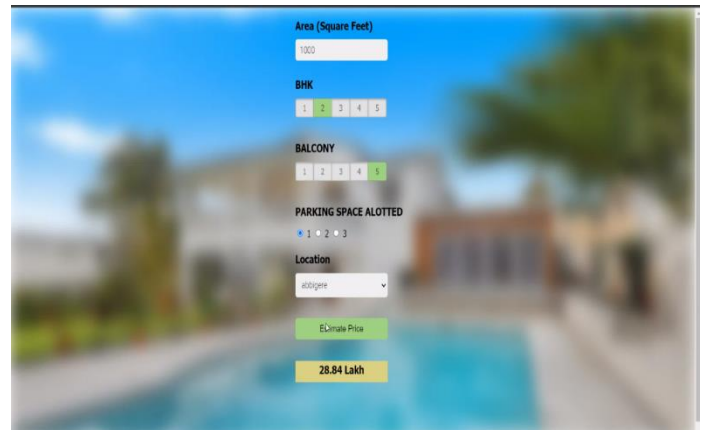 Area (Square Feet)
1000
BHK
1 2 3 4 5
BALCONY
1 2 3 4 5
PARKING SPACE ALOTTED
1 2 3
Location
abbigere
Estimate Price
28.84 Lakh